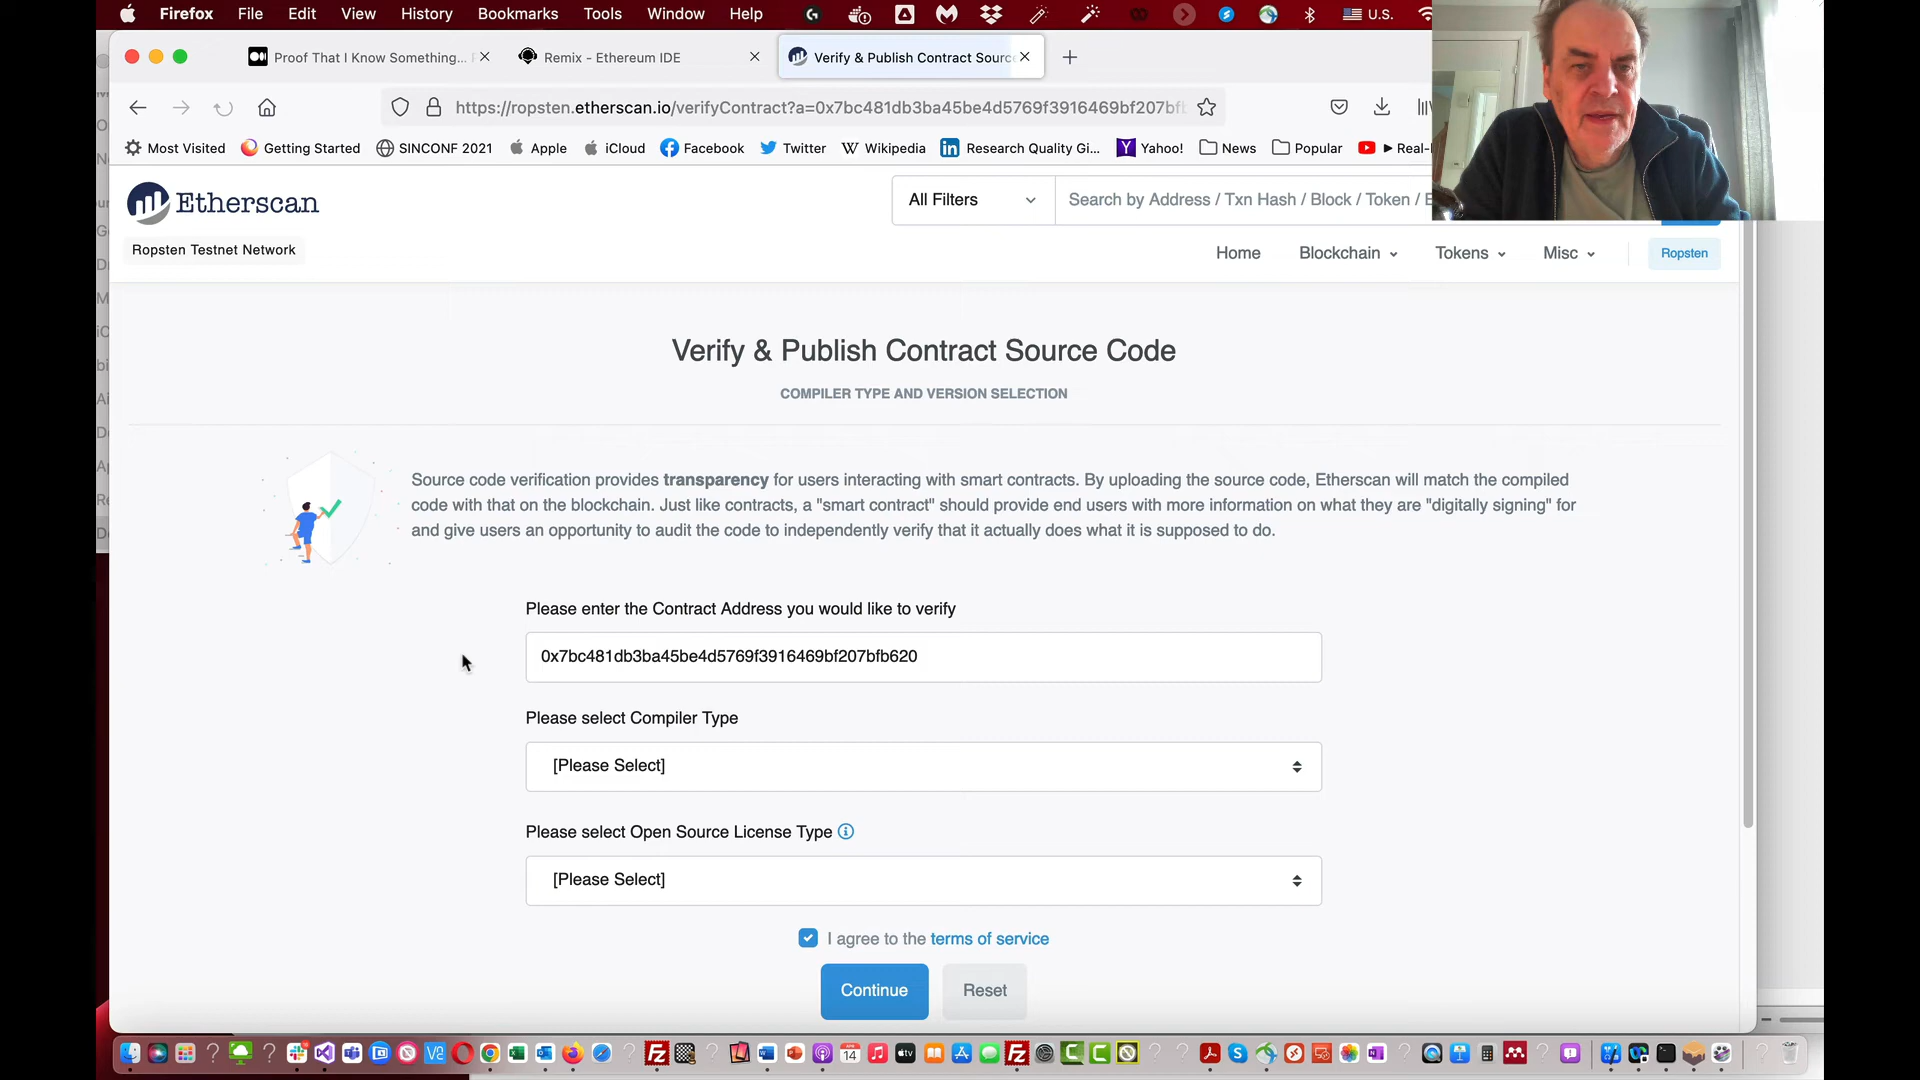 Firefox File Edit View History Bookmarks Tools Window Help U.S.
Proof That I Know Something...
Remix - Ethereum IDE
Verify & Publish Contract Sourc
https://ropsten.etherscan.io/verifyContract?a=0x7bc481db3ba45be4d5769f3916469bf207bfb
Most Visited Getting Started SINCONF 2021 Apple iCloud Facebook Twitter Wikipedia Research Quality Gi... Yahoo! News Popular ►Real-
Etherscan
All Filters
Search by Address / Txn Hash / Block / Token / E
Ropsten Testnet Network
Home Blockchain Tokens Misc Ropsten
Verify & Publish Contract Source Code
COMPILER TYPE AND VERSION SELECTION
Source code verification provides transparency for users interacting with smart contracts. By uploading the source code, Etherscan will match the compiled
code with that on the blockchain. Just like contracts, a "smart contract" should provide end users with more information on what they are "digitally signing" for
and give users an opportunity to audit the code to independently verify that it actually does what it is supposed to do.
Please enter the Contract Address you would like to verify
0x7bc481db3ba45be4d5769f3916469bf207bfb620
Please select Compiler Type
[Please Select]
Please select Open Source License Type
[Please Select]
I agree to the terms of service
Continue
Reset